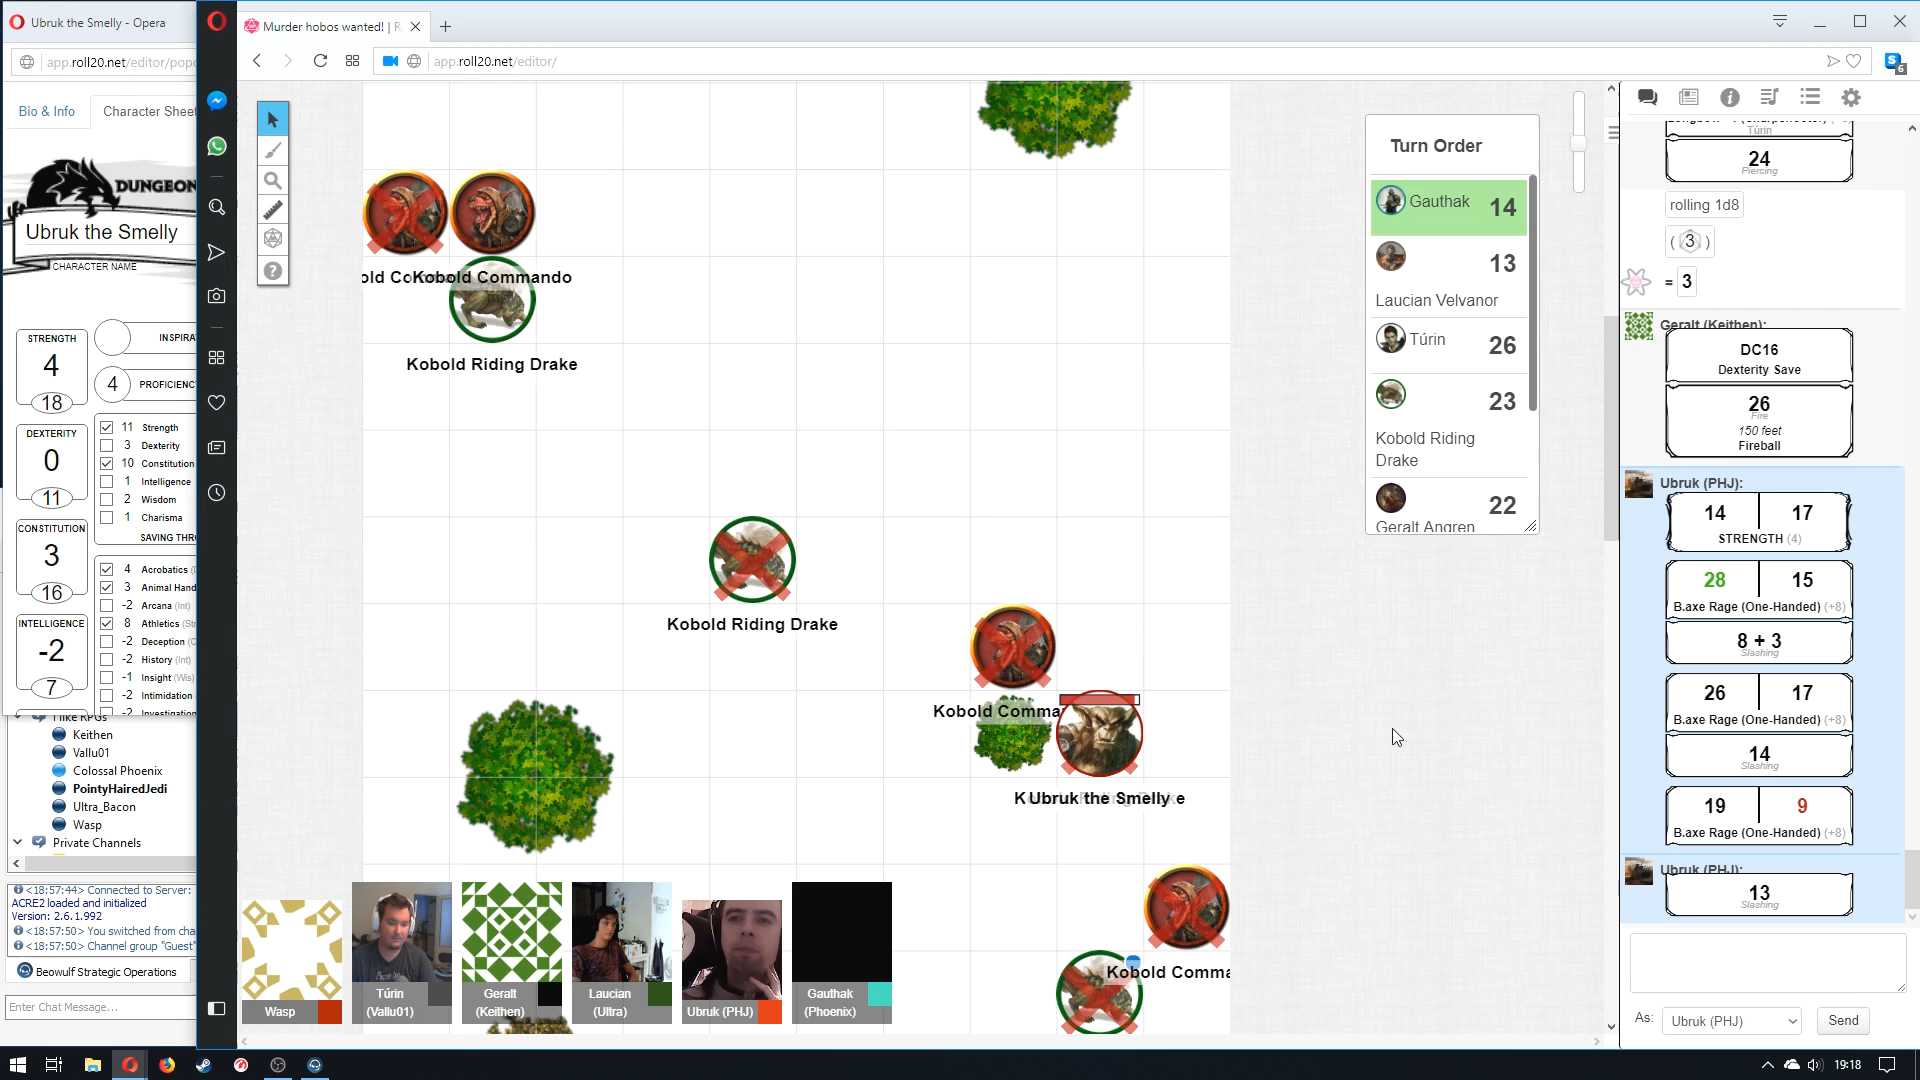 Ubruk the Smelly - Opera
app.roll20.net/editor/popo
Bio & Info
Character Sheet
DUNGEON
Ubruk the Smelly
CHARACTER NAME
STRENGTH
4
18
DEXTERITY
0
11
CONSTITUTION
3
16
INTELLIGENCE
-2
7
INSPIRA
4 PROFICIENC
11 Strength
3 Dexterity
10 Constitution
1 Intelligence
2 Wisdom
1 Charisma
SAVING THR
4 Acrobatics
3 Animal Hand
-2 Arcana (Int)
8 Athletics (St
-2 Deception (C
-2 History (Int)
-1 Insight (Wis)
-2 Intimidation
-2 Investigation
I like RPGs
Keithen
Vallu01
Colossal Phoenix
PointyHairedJedi
Ultra_Bacon
Wasp
Private Channels
<18:57:44> Connected to Server:
ACRE2 loaded and initialized
Version: 2.6.1.992
<18:57:50> You switched from cha
<18:57:50> Channel group "Guest"
Beowulf Strategic Operations
Enter Chat Message...
Murder hobos wanted! | R
app.roll20.net/editor/
6
old Co
Kobold Commando
Kobold Riding Drake
Kobold Riding Drake
Kobold Comma
K Ubruk the Smelly e
Kobold Comma
Wasp
Túrin
(Vallu01)
Geralt
(Keithen)
Laucian
(Ultra)
Ubruk (PHJ)
Gauthak
(Phoenix)
Turn Order
Gauthak 14
13
Laucian Velvanor
Túrin 26
23
Kobold Riding
Drake
22
Geralt Angren
Túrin
24
Piercing
rolling 1d8
( 3 )
= 3
Geralt (Keithen):
DC16
Dexterity Save
26
Fire
150 feet
Fireball
Ubruk (PHJ):
14 17
STRENGTH (4)
28 15
B.axe Rage (One-Handed) (+8)
8 + 3
Slashing
26 17
B.axe Rage (One-Handed) (+8)
14
Slashing
19 9
B.axe Rage (One-Handed) (+8)
Ubruk (PHJ):
13
Slashing
As: Ubruk (PHJ) Send
19:18